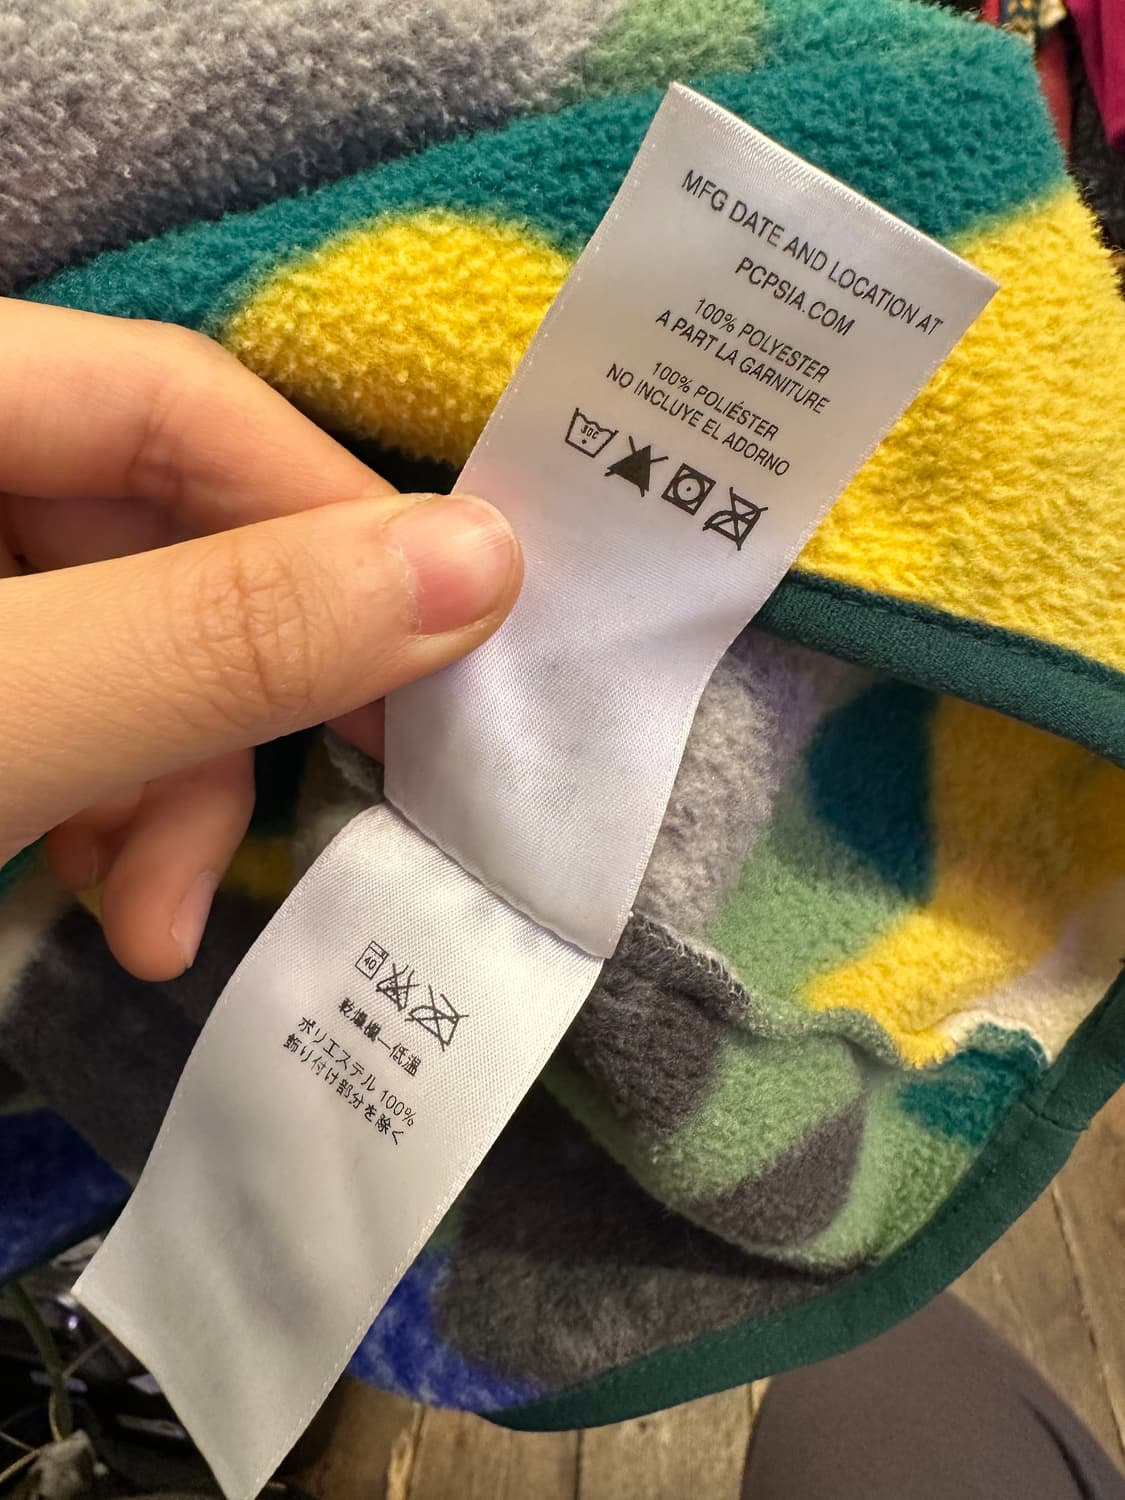 MFG DATE AND LOCATION AT
PCPSIA.COM
100% POLYESTER
A PART LA GARNITURE
100% POLIÉSTER
NO INCLUYE EL ADORNO
30C
40
乾燥機—低温
ポリエステル 100%
飾り付け部分を除く